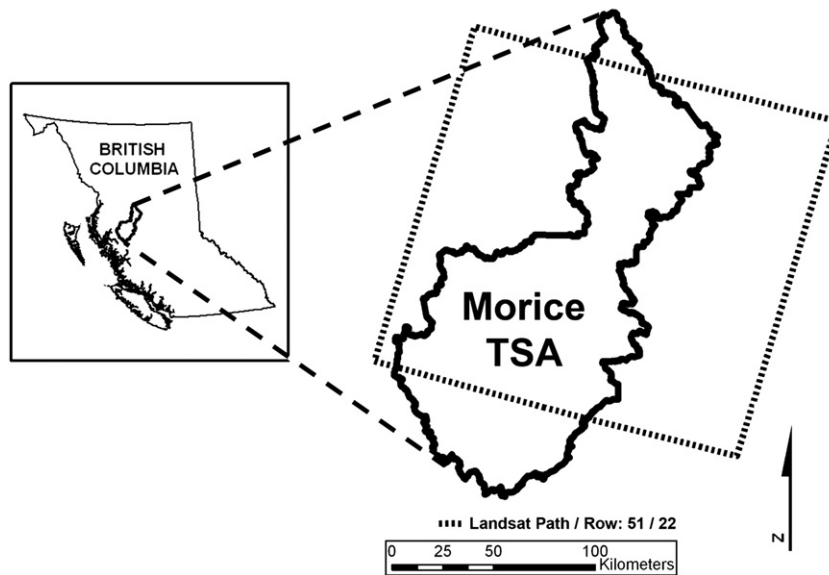 BRITISH
COLUMBIA
Morice
TSA
Landsat Path / Row: 51 / 22
0 25 50 100
Kilometers
N